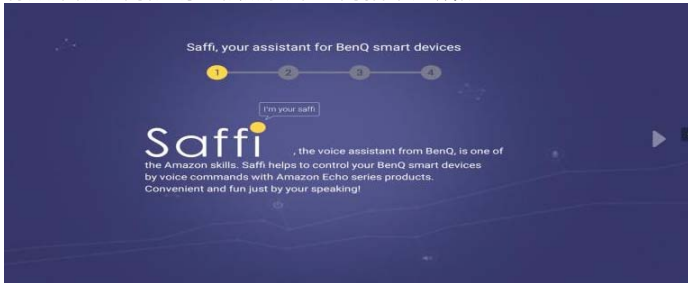 Saffi, your assistant for BenQ smart devices
1 2 3 4
I'm your saffi
Saffi , the voice assistant from BenQ, is one of
the Amazon skills. Saffi helps to control your BenQ smart devices
by voice commands with Amazon Echo series products.
Convenient and fun just by your speaking!